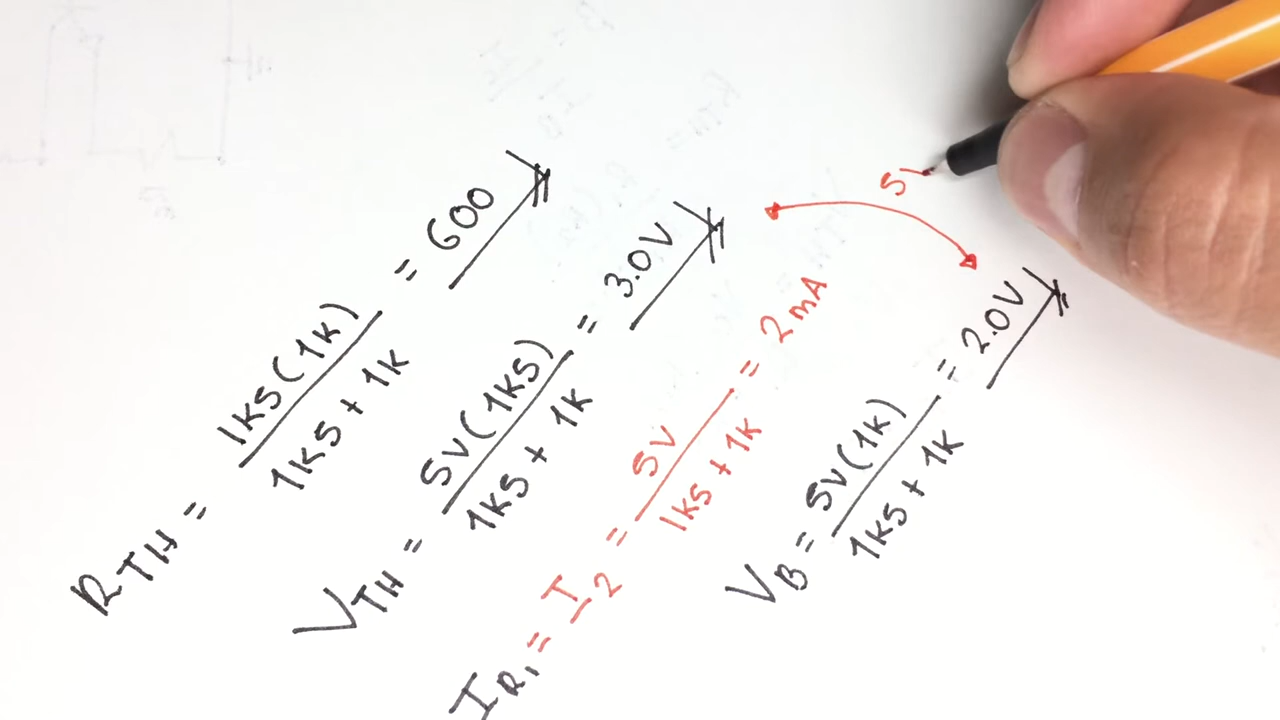 RTH = 1K5(1K) / 1K5 + 1K = 600
VTH = 5V(1K5) / 1K5 + 1K = 3.0V
IR1 = I2 = 5V / 1K5 + 1K = 2mA
VB = 5V(1K) / 1K5 + 1K = 2.0V
5